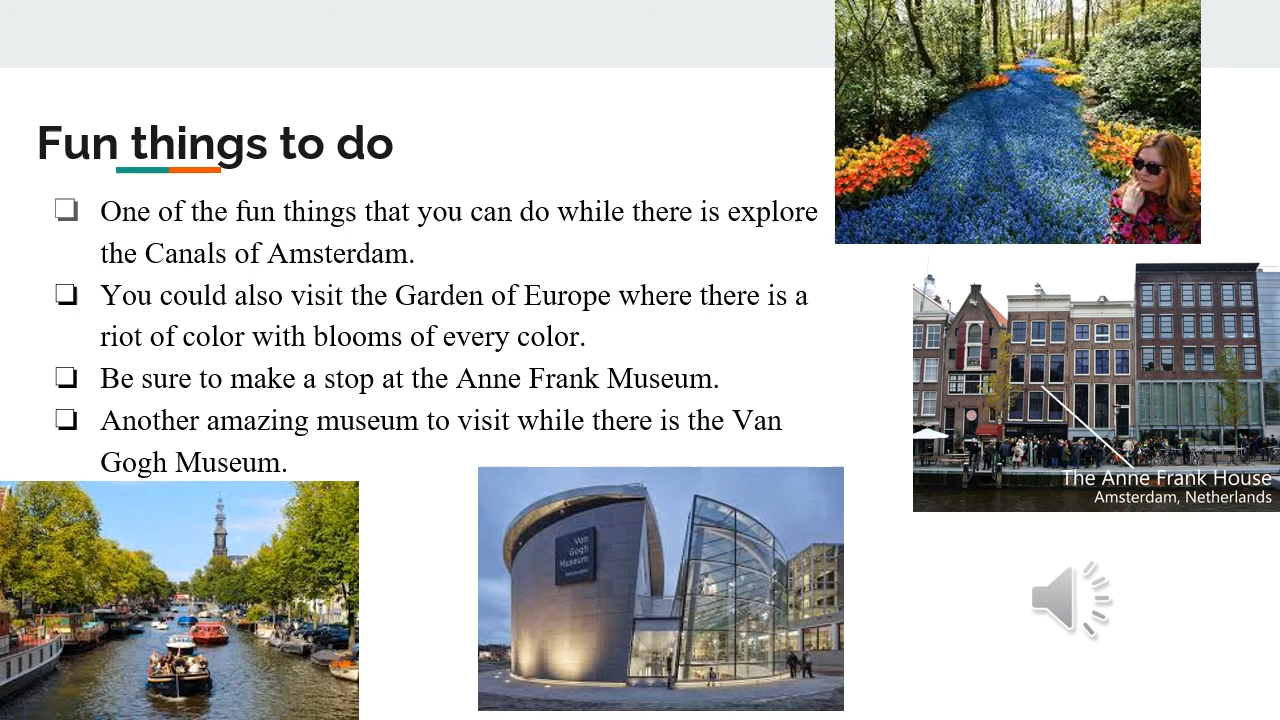 Fun things to do
❏ One of the fun things that you can do while there is explore
the Canals of Amsterdam.
❏ You could also visit the Garden of Europe where there is a
riot of color with blooms of every color.
❏ Be sure to make a stop at the Anne Frank Museum.
❏ Another amazing museum to visit while there is the Van
Gogh Museum.
The Anne Frank House
Amsterdam, Netherlands
Van
Gogh
Museum